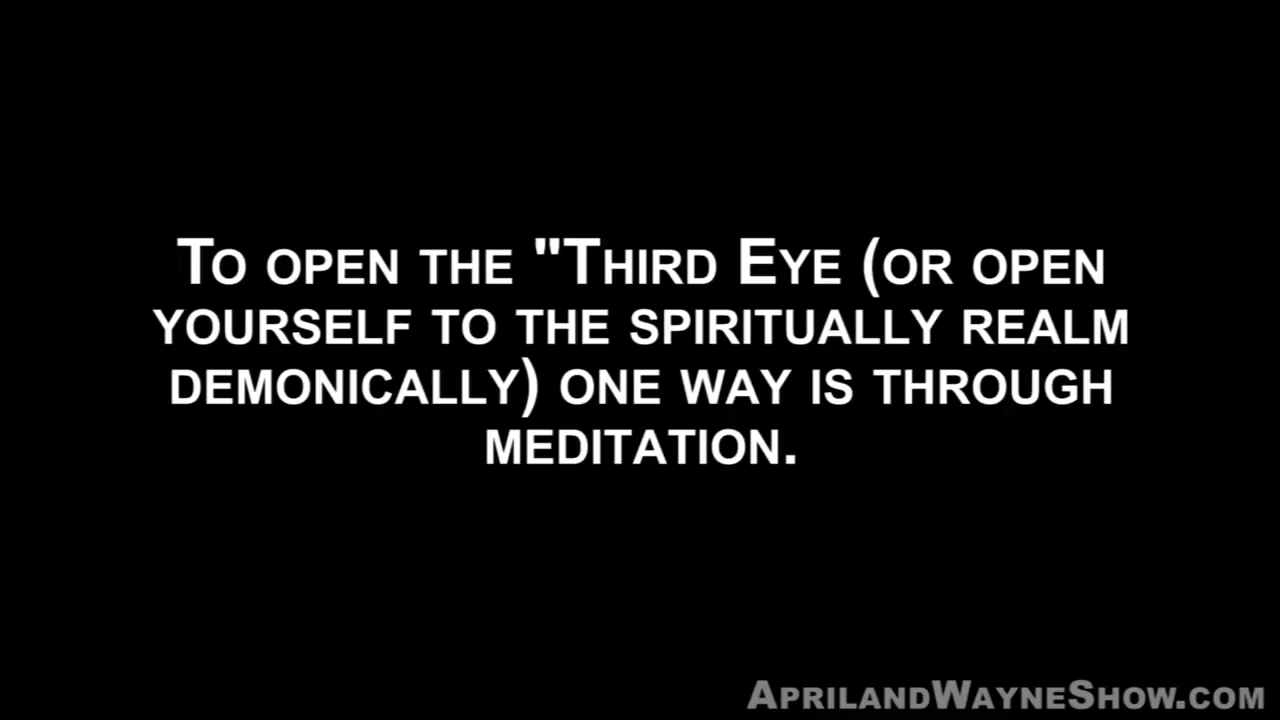 To open the "Third Eye (or open
yourself to the spiritually realm
demonically) one way is through
meditation.
AprilandWayneShow.com